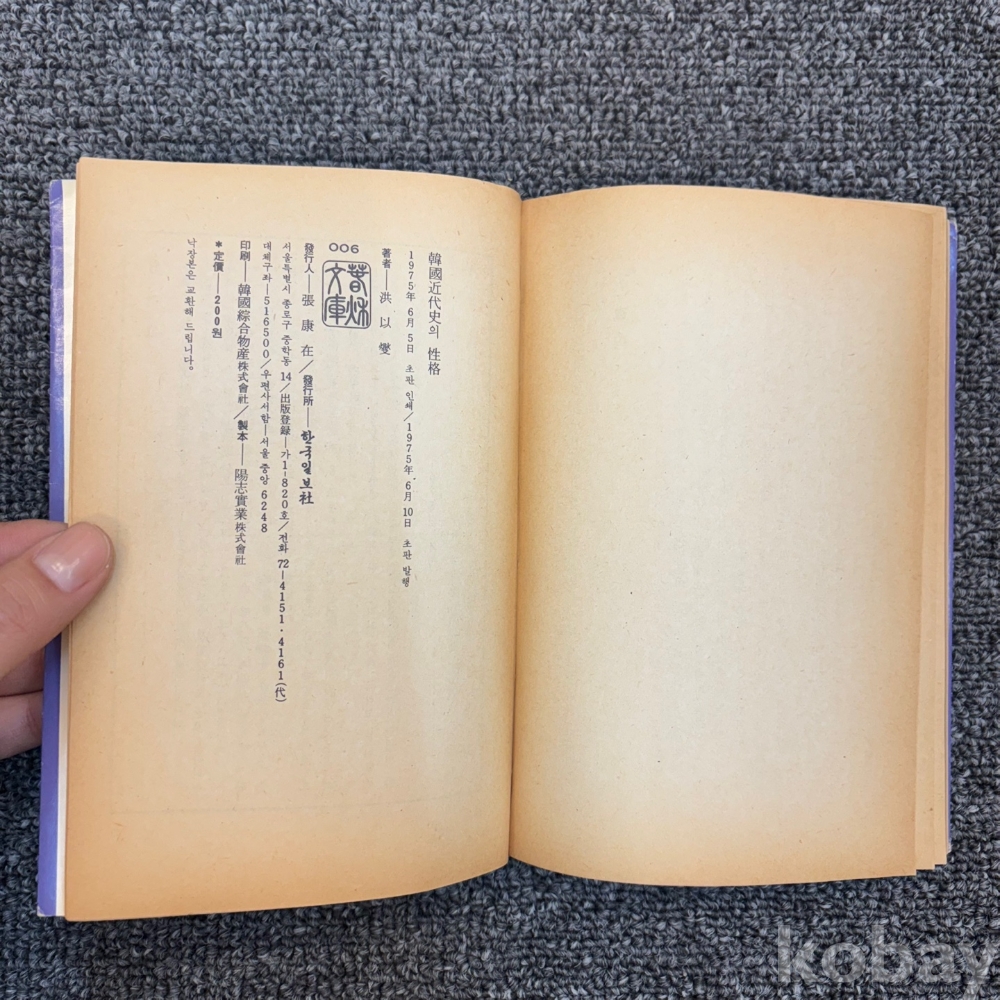 韓國近代史의 性格
1975年 6月 5日 초판 인쇄/1975年 6月 10日 초판 발행
著者—洪以燮
006
春秋文庫
發行人—張康在/發行所—한국일보社
서울특별시 종로구 중학동 14/出版登録—가1-820호/전화 72-4151·4161(代)
대체구좌—516500/우편사서함—서울 중앙 6248
印刷—韓國綜合物産株式會社/製本—陽志實業株式會社
*定價—200원
낙장본은 교환해 드립니다.
kobay